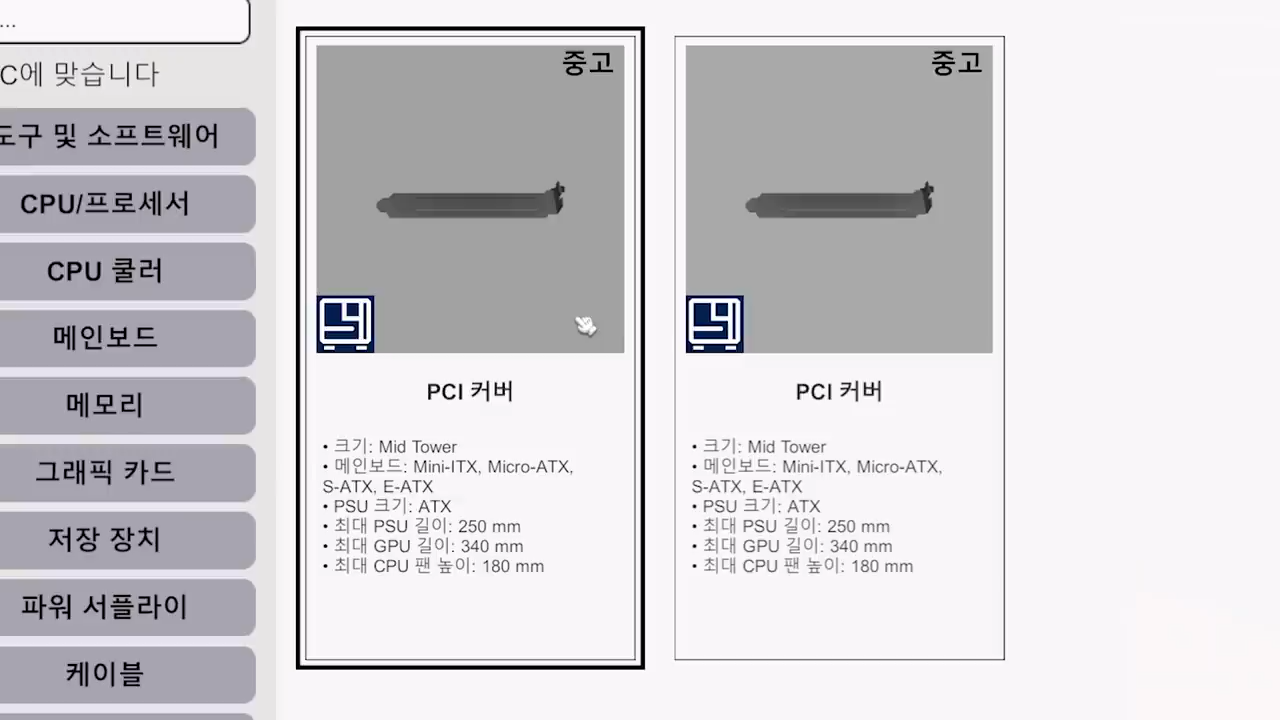 ...
C에 맞습니다
도구 및 소프트웨어
CPU/프로세서
CPU 쿨러
메인보드
메모리
그래픽 카드
저장 장치
파워 서플라이
케이블
중고
PCI 커버
• 크기: Mid Tower
• 메인보드: Mini-ITX, Micro-ATX,
S-ATX, E-ATX
• PSU 크기: ATX
• 최대 PSU 길이: 250 mm
• 최대 GPU 길이: 340 mm
• 최대 CPU 팬 높이: 180 mm
중고
PCI 커버
• 크기: Mid Tower
• 메인보드: Mini-ITX, Micro-ATX,
S-ATX, E-ATX
• PSU 크기: ATX
• 최대 PSU 길이: 250 mm
• 최대 GPU 길이: 340 mm
• 최대 CPU 팬 높이: 180 mm